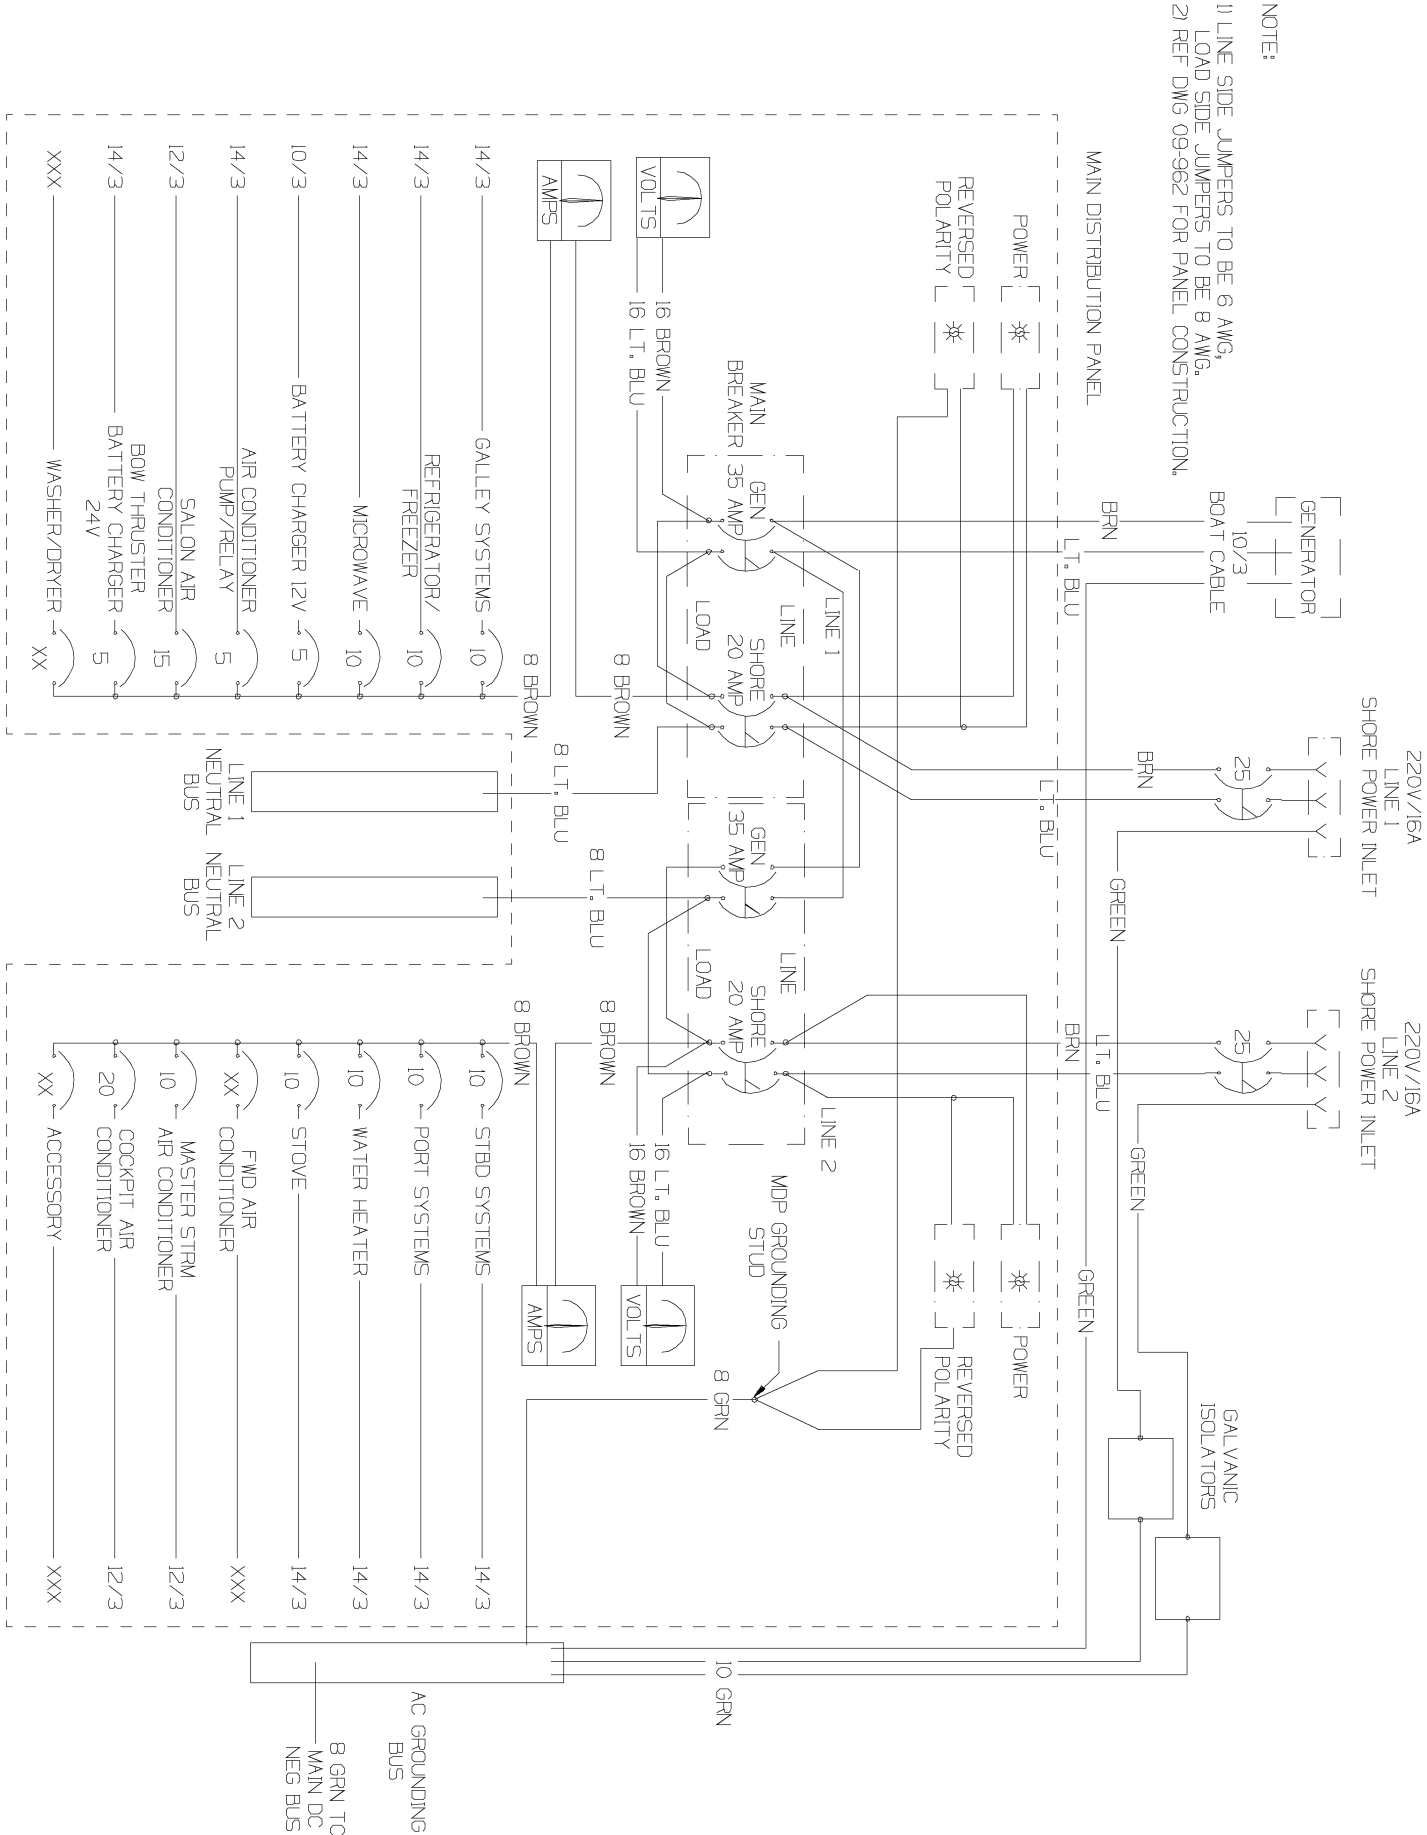 NOTE:
1) LINE SIDE JUMPERS TO BE 6 AWG,
LOAD SIDE JUMPERS TO BE 8 AWG.
2) REF DWG 09-962 FOR PANEL CONSTRUCTION.
GENERATOR
10/3
BOAT CABLE
220V/16A
LINE 1
SHORE POWER INLET
220V/16A
LINE 2
SHORE POWER INLET
25
25
BRN
LT. BLU
BRN
LT. BLU
BRN
LT. BLU
GREEN
GREEN
GREEN
GALVANIC
ISOLATORS
MAIN DISTRIBUTION PANEL
POWER
REVERSED
POLARITY
POWER
REVERSED
POLARITY
LINE 1
LINE 2
MAIN
BREAKER
GEN
35 AMP
LINE
SHORE
20 AMP
LOAD
GEN
35 AMP
LINE
SHORE
20 AMP
LOAD
MDP GROUNDING
STUD
8 GRN
10 GRN
VOLTS
16 BROWN
16 LT. BLU
VOLTS
16 LT. BLU
16 BROWN
AMPS
8 BROWN
8 BROWN
8 LT. BLU
8 LT. BLU
8 BROWN
8 BROWN
AMPS
14/3
GALLEY SYSTEMS
10
14/3
REFRIGERATOR/
FREEZER
10
14/3
MICROWAVE
10
10/3
BATTERY CHARGER 12V
5
14/3
AIR CONDITIONER
PUMP/RELAY
5
12/3
SALON AIR
CONDITIONER
15
14/3
BOW THRUSTER
BATTERY CHARGER
24V
5
XXX
WASHER/DRYER
XX
LINE 1
NEUTRAL
BUS
LINE 2
NEUTRAL
BUS
10
STBD SYSTEMS
14/3
10
PORT SYSTEMS
14/3
10
WATER HEATER
14/3
10
STOVE
14/3
XX
FWD AIR
CONDITIONER
XXX
10
MASTER STRM
AIR CONDITIONER
12/3
20
COCKPIT AIR
CONDITIONER
12/3
XX
ACCESSORY
XXX
AC GROUNDING
BUS
8 GRN TO
MAIN DC
NEG BUS